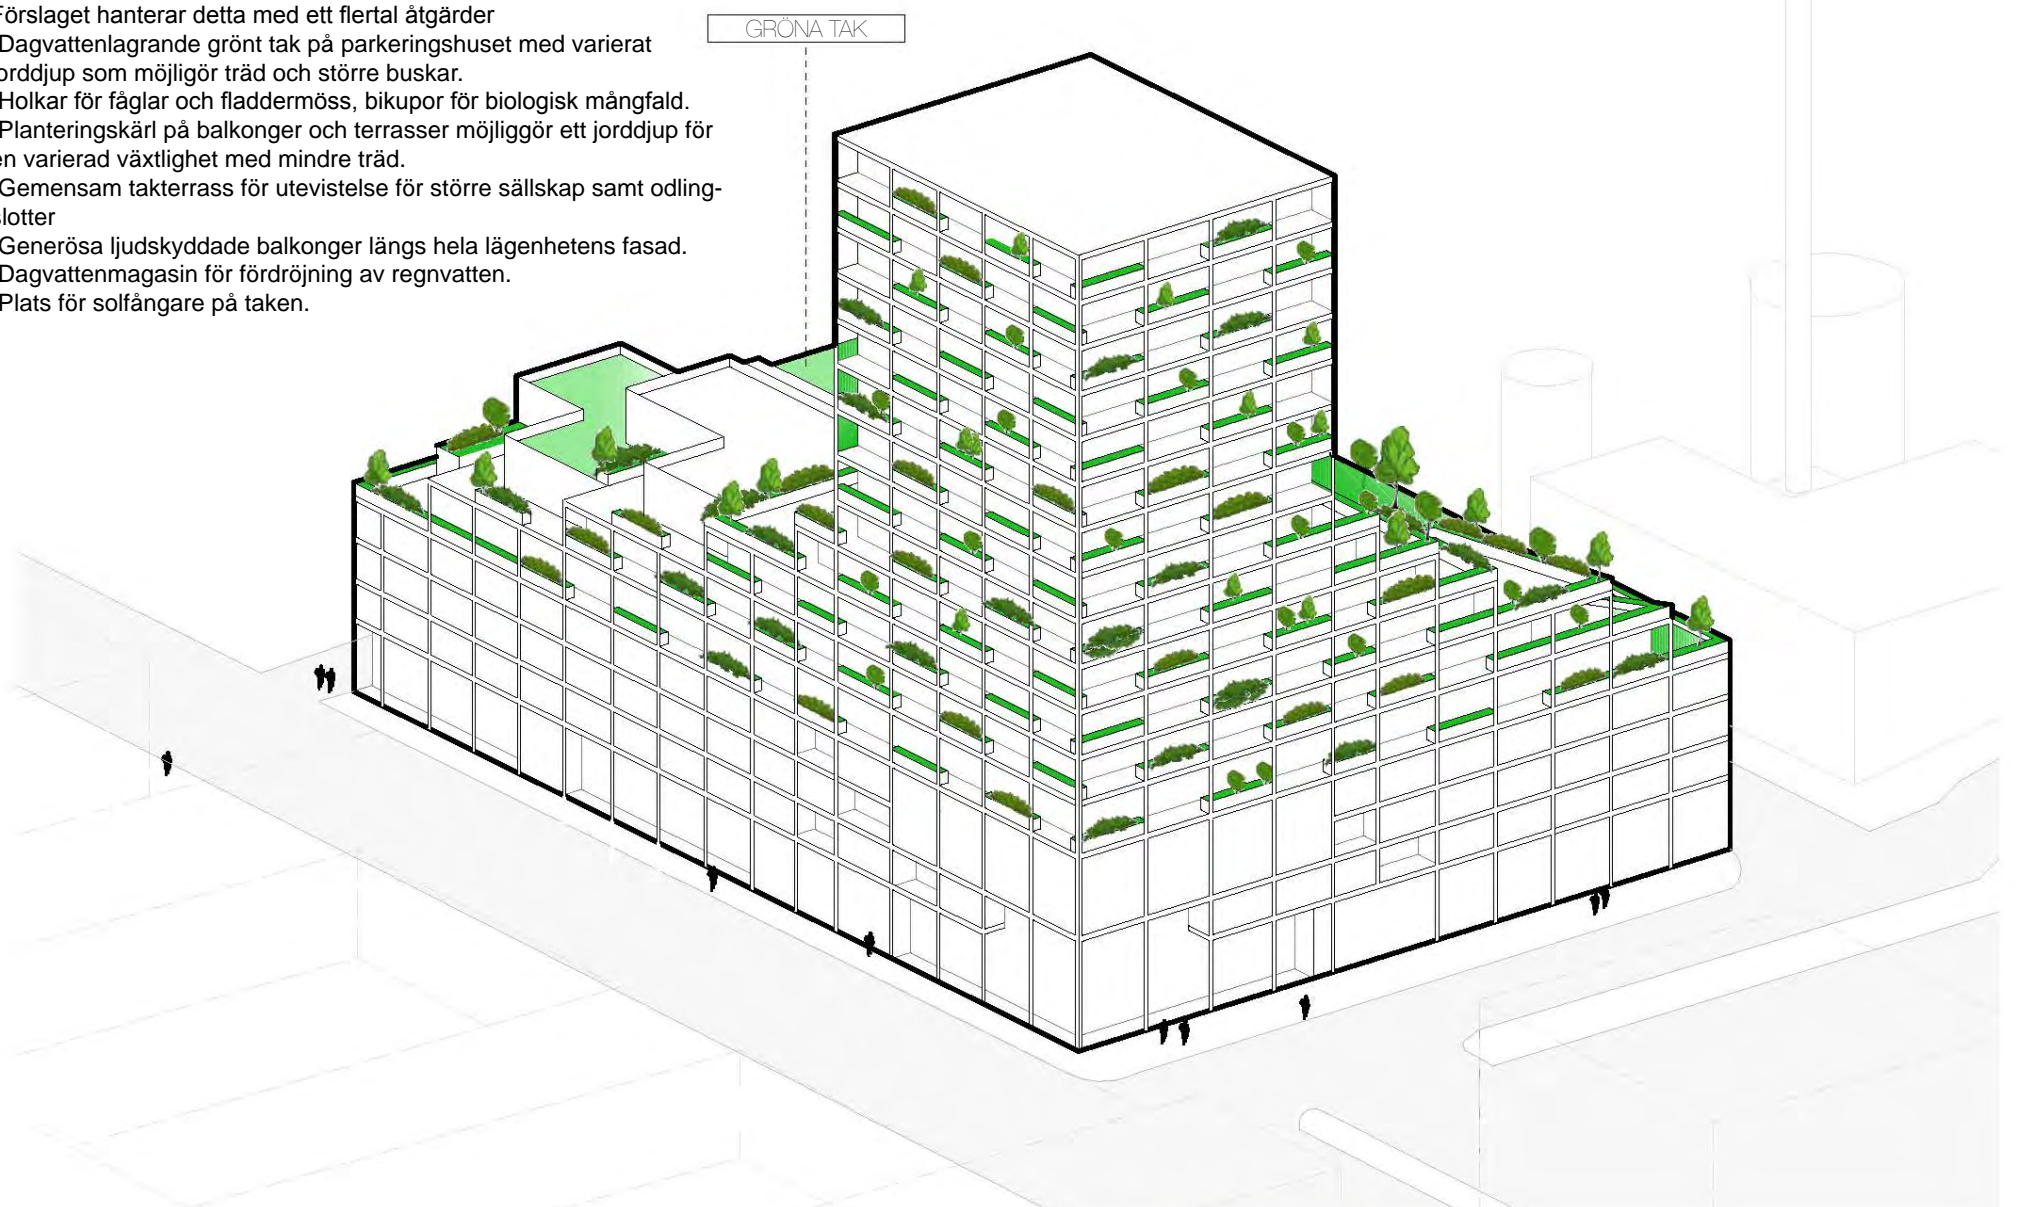 Förslaget hanterar detta med ett flertal åtgärder
Dagvattenlagrande grönt tak på parkeringshuset med varierat
orddjup som möjligör träd och större buskar.
Holkar för fåglar och fladdermöss, bikupor för biologisk mångfald.
Planteringskärl på balkonger och terrasser möjliggör ett jorddjup för
en varierad växtlighet med mindre träd.
Gemensam takterrass för utevistelse för större sällskap samt odling-
slotter
Generösa ljudskyddade balkonger längs hela lägenhetens fasad.
Dagvattenmagasin för fördröjning av regnvatten.
Plats för solfångare på taken.
GRÖNA TAK